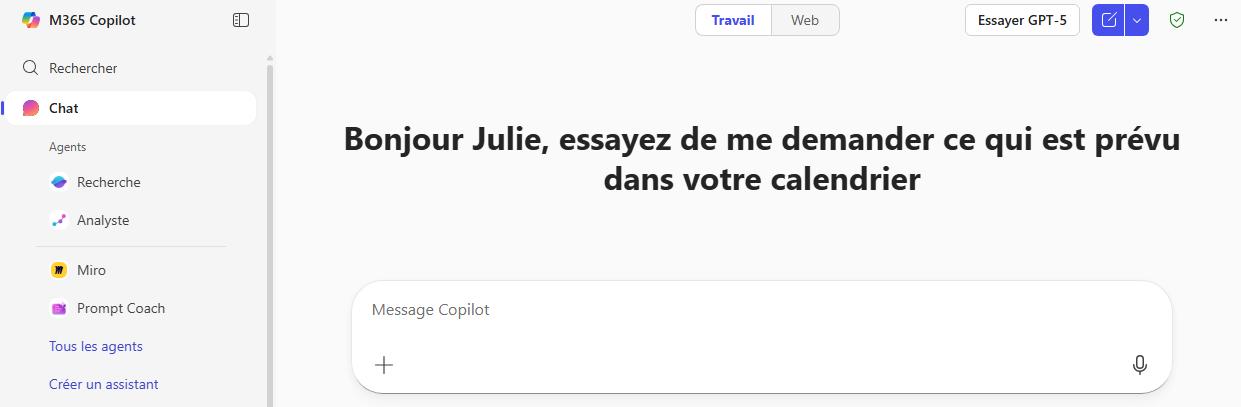 M365 Copilot
Rechercher
Chat
Agents
Recherche
Analyste
Miro
Prompt Coach
Tous les agents
Créer un assistant
Travail
Web
Essayer GPT-5
Bonjour Julie, essayez de me demander ce qui est prévu
dans votre calendrier
Message Copilot